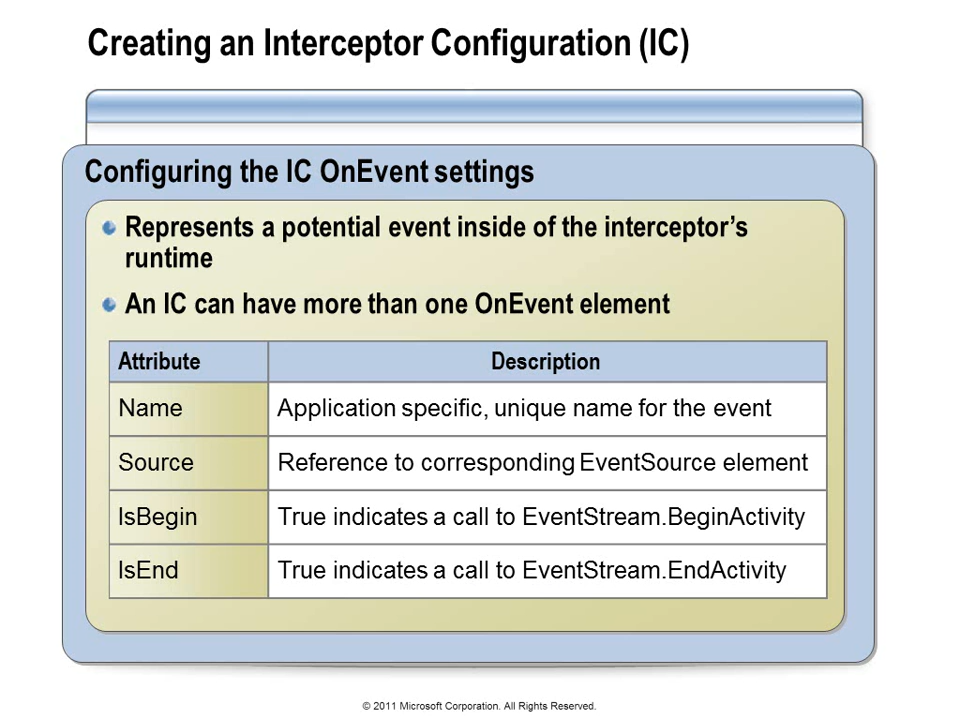 Creating an Interceptor Configuration (IC)
Configuring the IC OnEvent settings
Represents a potential event inside of the interceptor’s
runtime
An IC can have more than one OnEvent element
Attribute Description
Name Application specific, unique name for the event
Source Reference to corresponding EventSource element
IsBegin True indicates a call to EventStream.BeginActivity
IsEnd True indicates a call to EventStream.EndActivity
© 2011 Microsoft Corporation. All Rights Reserved.